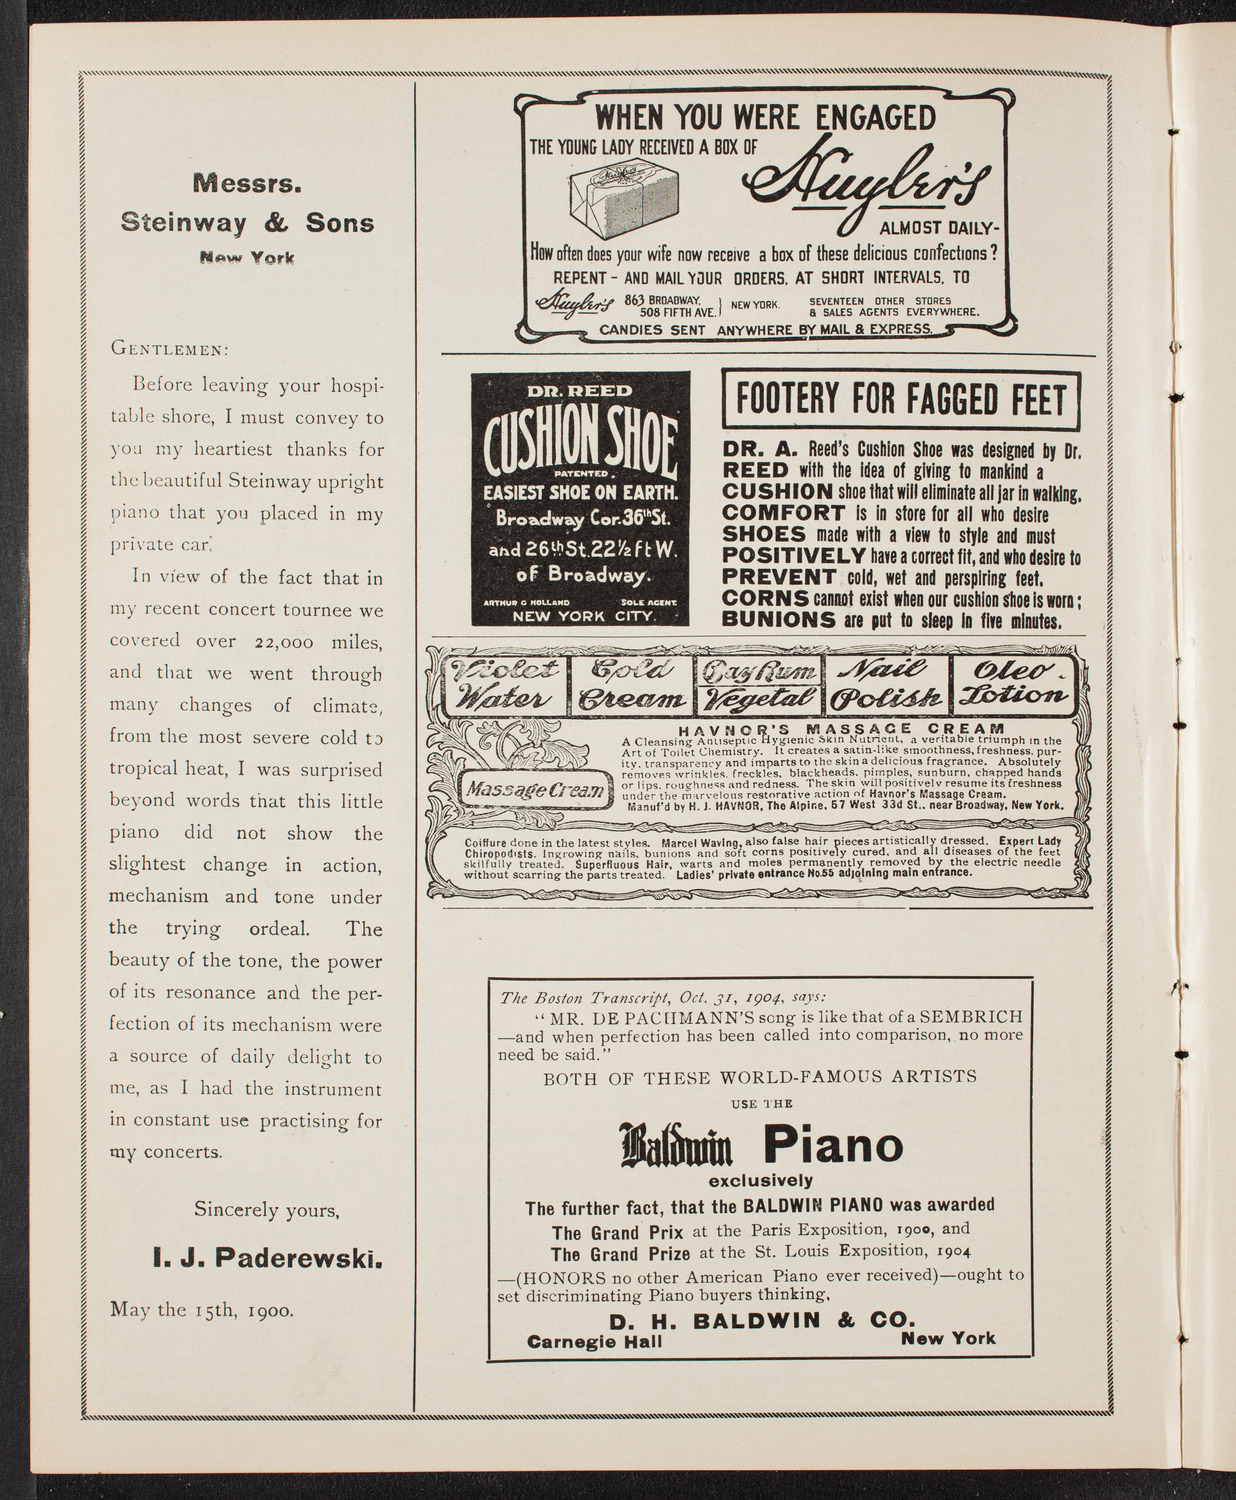 Messrs.
Steinway & Sons
New York
GENTLEMEN:
Before leaving your hospi-
table shore, I must convey to
you my heartiest thanks for
the beautiful Steinway upright
piano that you placed in my
private car.
In view of the fact that in
my recent concert tournee we
covered over 22,000 miles,
and that we went through
many changes of climate,
from the most severe cold to
tropical heat, I was surprised
beyond words that this little
piano did not show the
slightest change in action,
mechanism and tone under
the trying ordeal. The
beauty of the tone, the power
of its resonance and the per-
fection of its mechanism were
a source of daily delight to
me, as I had the instrument
in constant use practising for
my concerts.
Sincerely yours,
I. J. Paderewski.
May the 15th, 1900.
WHEN YOU WERE ENGAGED
THE YOUNG LADY RECEIVED A BOX OF
Huyler's
Huyler's
ALMOST DAILY-
How often does your wife now receive a box of these delicious confections?
REPENT - AND MAIL YOUR ORDERS, AT SHORT INTERVALS, TO
Huyler's 863 BROADWAY, 508 FIFTH AVE. } NEW YORK. SEVENTEEN OTHER STORES
& SALES AGENTS EVERYWHERE.
CANDIES SENT ANYWHERE BY MAIL & EXPRESS.
DR. REED
CUSHION SHOE
PATENTED.
EASIEST SHOE ON EARTH.
Broadway Cor. 36th St.
and 26th St. 22½ ft W.
of Broadway.
ARTHUR G HOLLAND SOLE AGENT.
NEW YORK CITY.
FOOTERY FOR FAGGED FEET
DR. A. Reed's Cushion Shoe was designed by Dr.
REED with the idea of giving to mankind a
CUSHION shoe that will eliminate all jar in walking.
COMFORT is in store for all who desire
SHOES made with a view to style and must
POSITIVELY have a correct fit, and who desire to
PREVENT cold, wet and perspiring feet.
CORNS cannot exist when our cushion shoe is worn;
BUNIONS are put to sleep in five minutes.
Violet Water
Cold Cream
Bay Rum
Vegetal
Nail Polish
Oleo Lotion
Massage Cream
HAVNOR'S MASSAGE CREAM
A Cleansing Antiseptic Hygienic Skin Nutrient, a veritable triumph in the
Art of Toilet Chemistry. It creates a satin-like smoothness, freshness, pur-
ity, transparency and imparts to the skin a delicious fragrance. Absolutely
removes wrinkles, freckles, blackheads, pimples, sunburn, chapped hands
or lips, roughness and redness. The skin will positively resume its freshness
under the marvelous restorative action of Havnor's Massage Cream.
Manuf'd by H. J. HAVNOR, The Alpine, 57 West 33d St., near Broadway, New York.
Coiffure done in the latest styles. Marcel Waving, also false hair pieces artistically dressed. Expert Lady
Chiropodists. Ingrowing nails, bunions and soft corns positively cured, and all diseases of the feet
skilfully treated. Superfluous Hair, warts and moles permanently removed by the electric needle
without scarring the parts treated. Ladies' private entrance No. 55 adjoining main entrance.
The Boston Transcript, Oct. 31, 1904, says:
"MR. DE PACHMANN'S song is like that of a SEMBRICH
—and when perfection has been called into comparison, no more
need be said."
BOTH OF THESE WORLD-FAMOUS ARTISTS
USE THE
Baldwin Piano
exclusively
The further fact, that the BALDWIN PIANO was awarded
The Grand Prix at the Paris Exposition, 1900, and
The Grand Prize at the St. Louis Exposition, 1904
—(HONORS no other American Piano ever received)—ought to
set discriminating Piano buyers thinking.
D. H. BALDWIN & CO.
Carnegie Hall New York